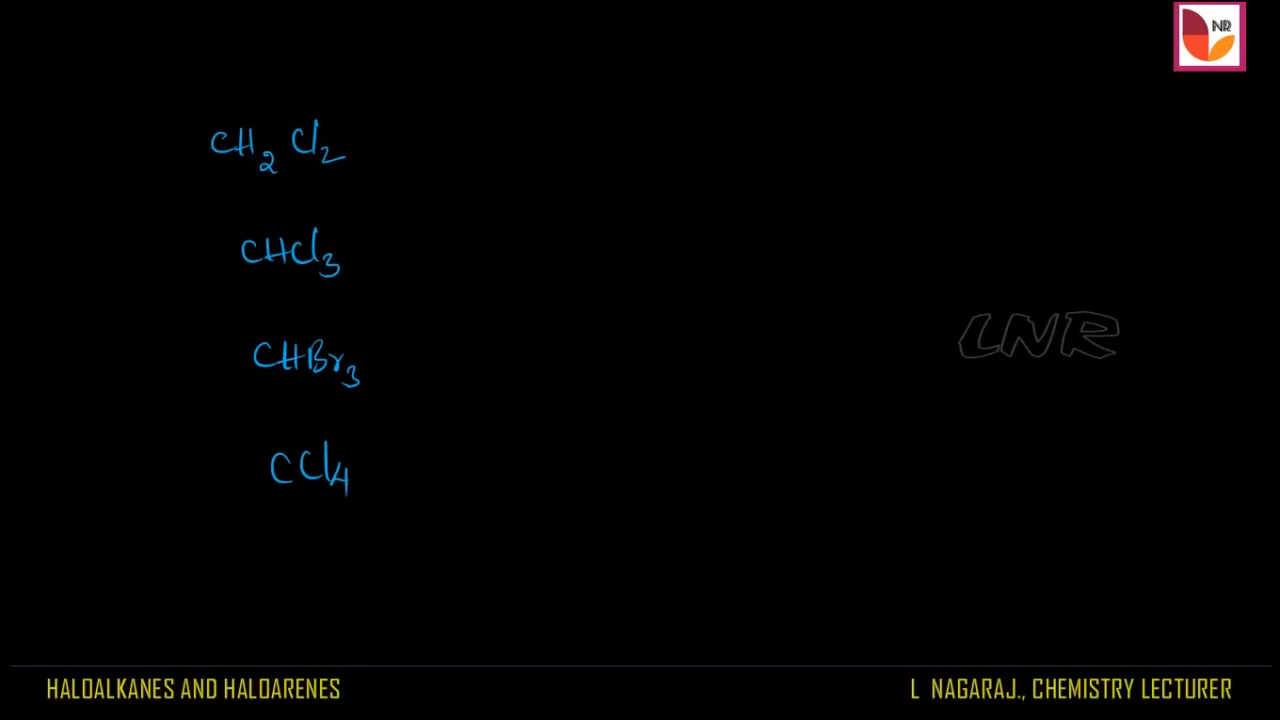 NR
CH2 Cl2
CHCl3
CHBr3
CCl4
LNR
HALOALKANES AND HALOARENES
L NAGARAJ., CHEMISTRY LECTURER